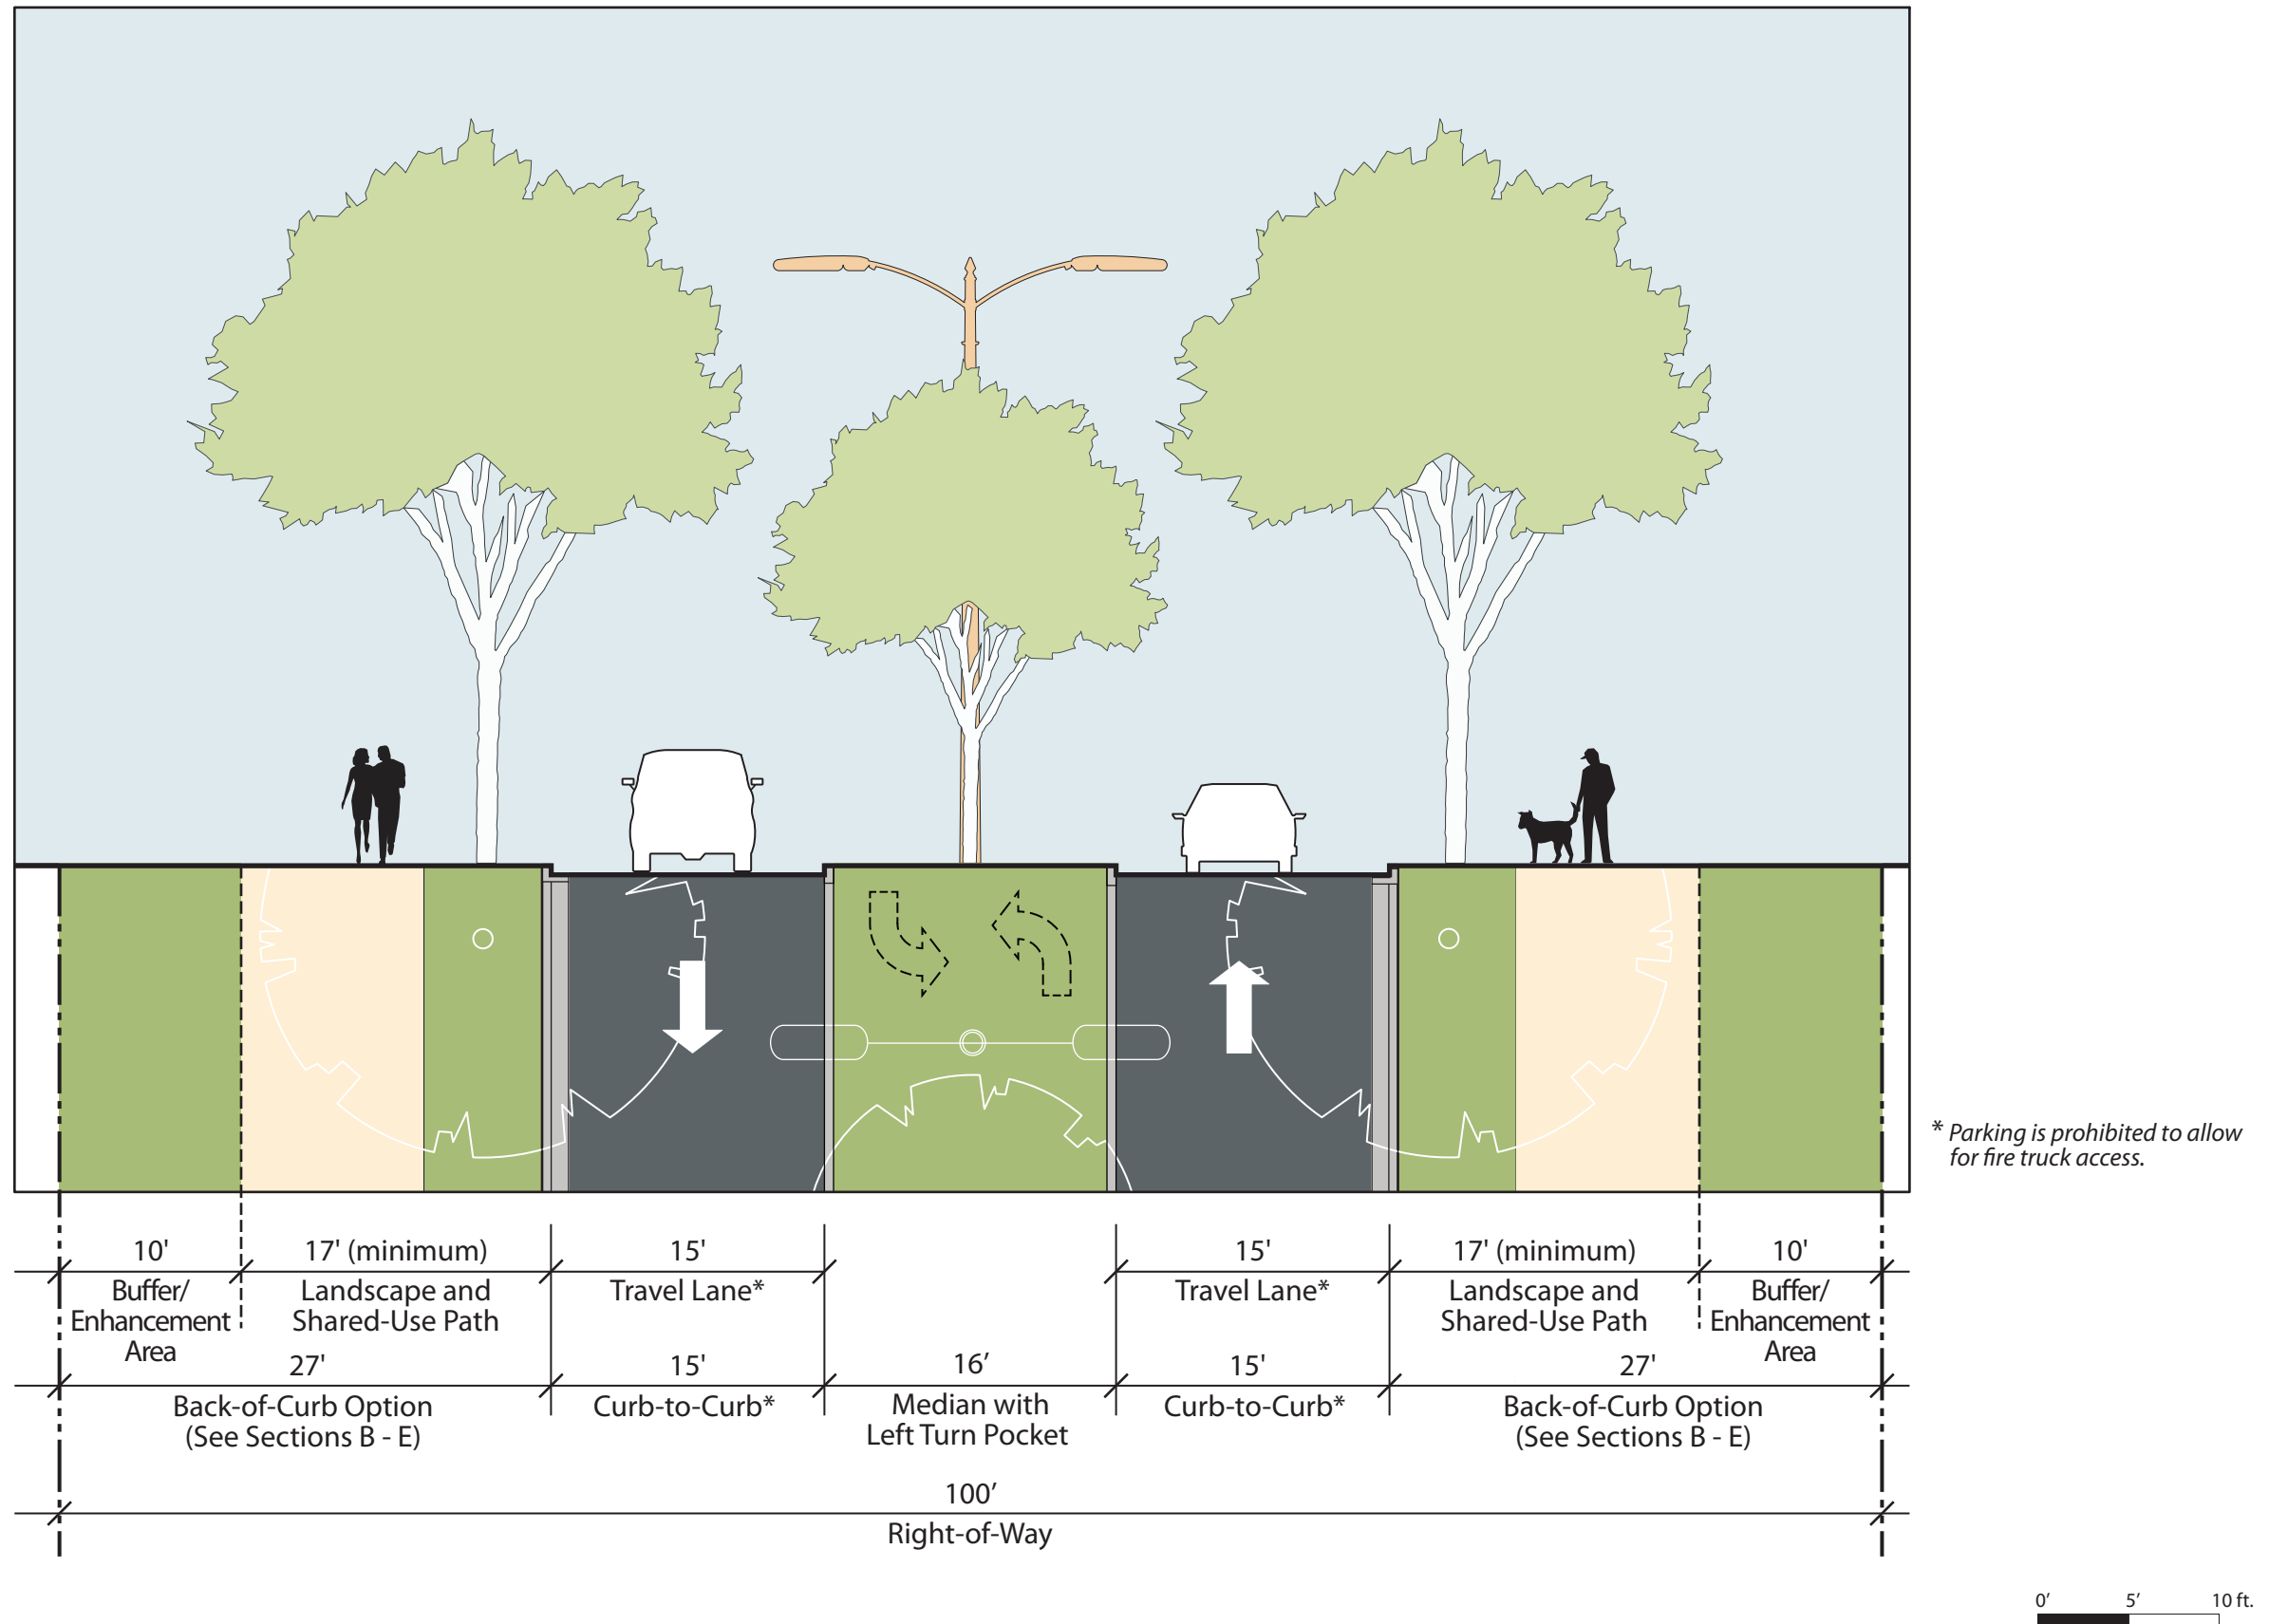 * Parking is prohibited to allow
for fire truck access.
10'
17' (minimum)
15'
15'
17' (minimum)
10'
Buffer/
Enhancement
Area
Landscape and
Shared-Use Path
Travel Lane*
Travel Lane*
Landscape and
Shared-Use Path
Buffer/
Enhancement
Area
27'
15'
16’
15'
27'
Back-of-Curb Option
(See Sections B - E)
Curb-to-Curb*
Median with
Left Turn Pocket
Curb-to-Curb*
Back-of-Curb Option
(See Sections B - E)
100’
Right-of-Way
0’ 5’ 10 ft.